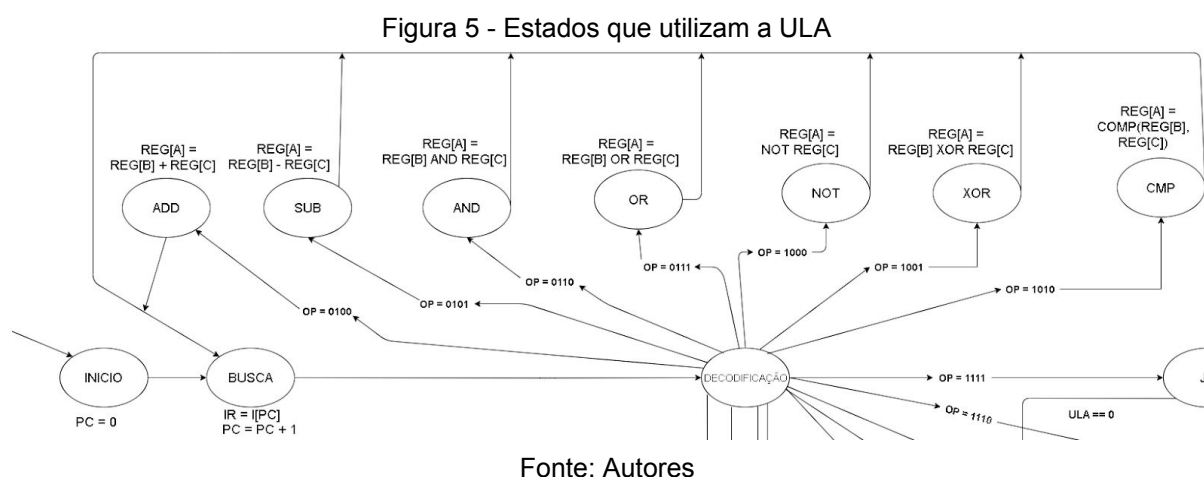 Figura 5 - Estados que utilizam a ULA
REG[A] =
REG[B] + REG[C]
ADD
REG[A] =
REG[B] - REG[C]
SUB
REG[A] =
REG[B] AND REG[C]
AND
REG[A] =
REG[B] OR REG[C]
OR
REG[A] =
NOT REG[C]
NOT
REG[A] =
REG[B] XOR REG[C]
XOR
REG[A] =
COMP(REG[B],
REG[C])
CMP
OP = 0100
OP = 0101
OP = 0110
OP = 0111
OP = 1000
OP = 1001
OP = 1010
INICIO
PC = 0
BUSCA
IR = I[PC]
PC = PC + 1
DECODIFICAÇÃO
OP = 1111
OP = 1110
ULA == 0
Fonte: Autores